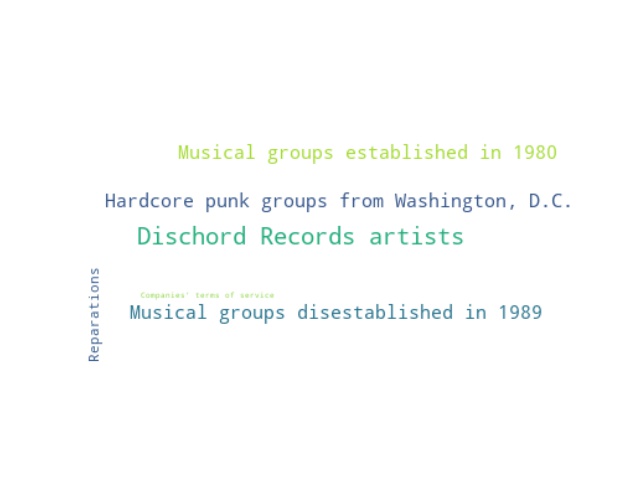 Musical groups established in 1980
Hardcore punk groups from Washington, D.C.
Dischord Records artists
Reparations
Companies' terms of service
Musical groups disestablished in 1989